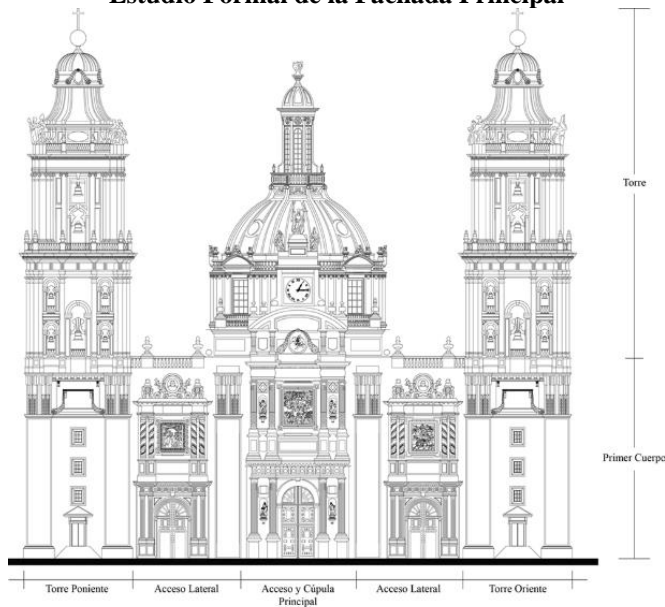 Estudio Formal de la Fachada Principal
Torre
Primer Cuerpo
Torre Poniente
Acceso Lateral
Acceso y Cúpula
Principal
Acceso Lateral
Torre Oriente